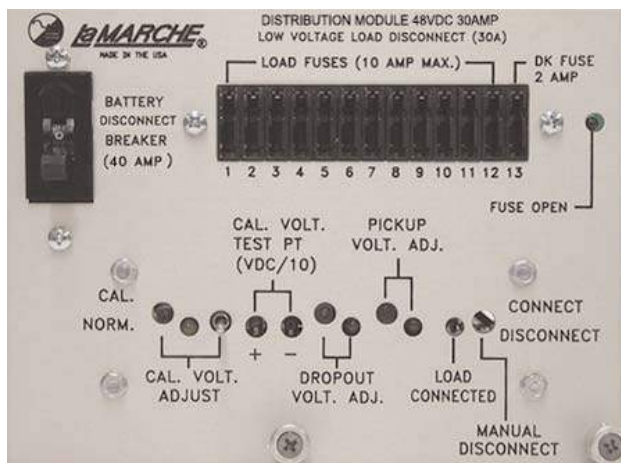 laMARCHE®
MADE IN THE USA
DISTRIBUTION MODULE 48VDC 30AMP
LOW VOLTAGE LOAD DISCONNECT (30A)
LOAD FUSES (10 AMP MAX.)
DK FUSE
2 AMP
BATTERY
DISCONNECT
BREAKER
(40 AMP)
1 2 3 4 5 6 7 8 9 10 11 12 13
FUSE OPEN
CAL. VOLT.
TEST PT
(VDC/10)
PICKUP
VOLT. ADJ.
CAL.
NORM.
CONNECT
DISCONNECT
+ −
CAL. VOLT.
ADJUST
DROPOUT
VOLT. ADJ.
LOAD
CONNECTED
MANUAL
DISCONNECT